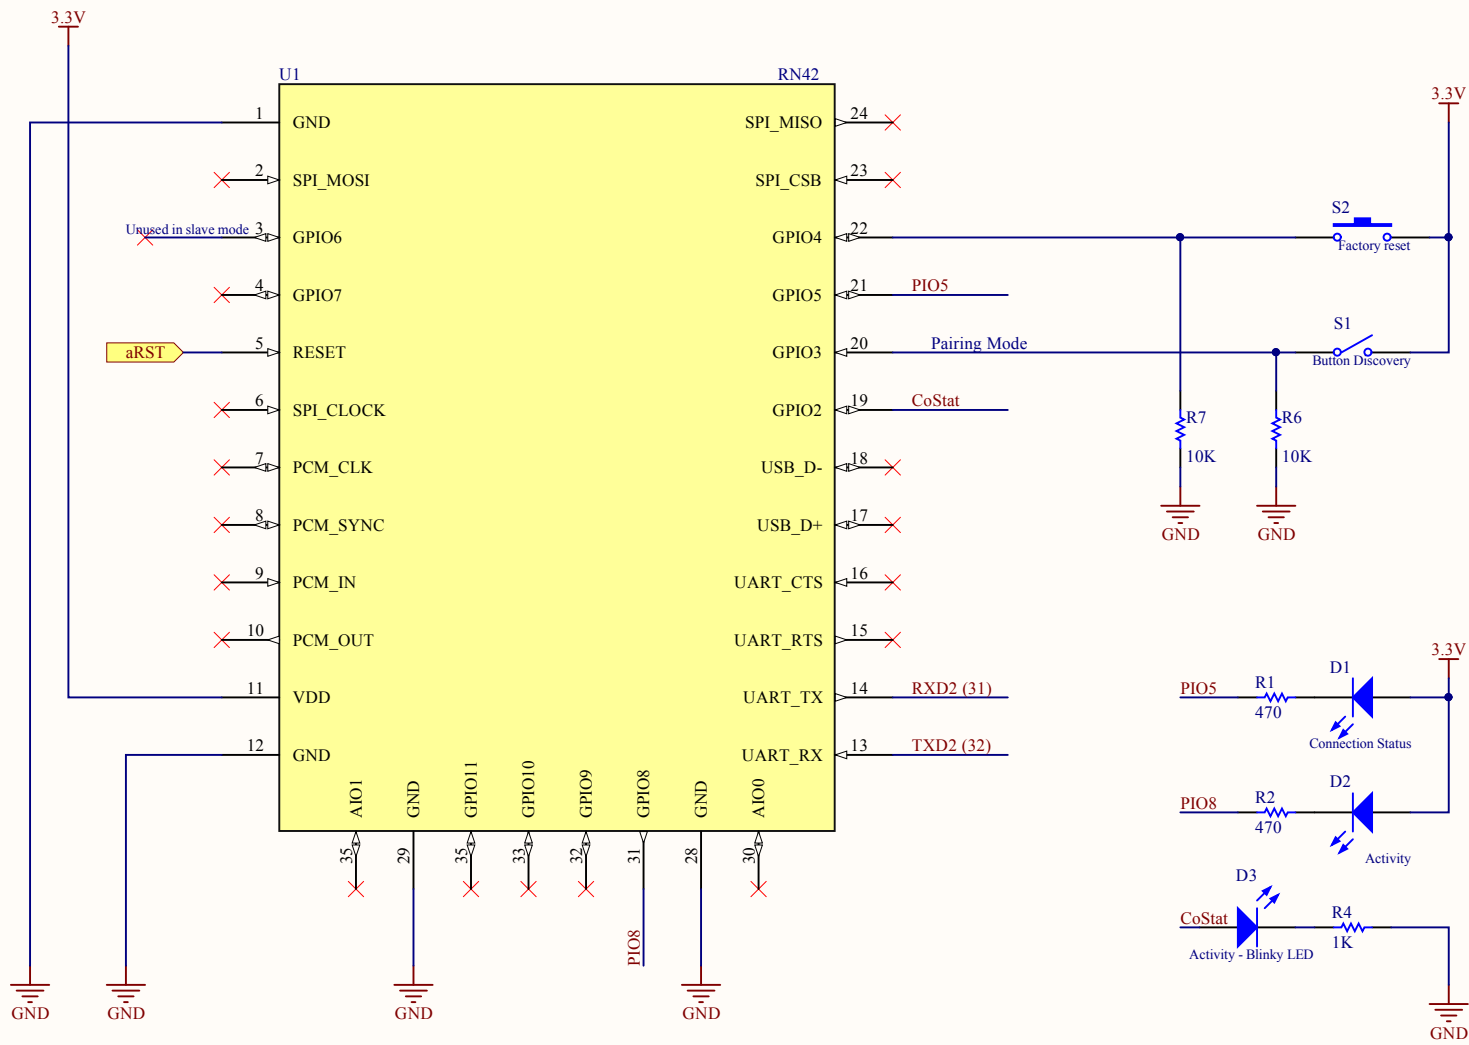 3.3V
U1 RN42
1 GND
2 SPI_MOSI
Unused in slave mode 3 GPIO6
4 GPIO7
aRST 5 RESET
6 SPI_CLOCK
7 PCM_CLK
8 PCM_SYNC
9 PCM_IN
10 PCM_OUT
11 VDD
12 GND
SPI_MISO 24
SPI_CSB 23
GPIO4 22
GPIO5 21 PIO5
GPIO3 20 Pairing Mode
GPIO2 19 CoStat
USB_D- 18
USB_D+ 17
UART_CTS 16
UART_RTS 15
UART_TX 14 RXD2 (31)
UART_RX 13 TXD2 (32)
AIO1 35
GND 29
GPIO11 35
GPIO10 33
GPIO9 32
GPIO8 31 PIO8
GND 28
AIO0 30
GND
GND
GND
GND
3.3V
S2
Factory reset
S1
Button Discovery
R7
10K
GND
R6
10K
GND
3.3V
PIO5 R1 D1
470
Connection Status
PIO8 R2 D2
470
Activity
D3
CoStat R4
1K
Activity - Blinky LED
GND